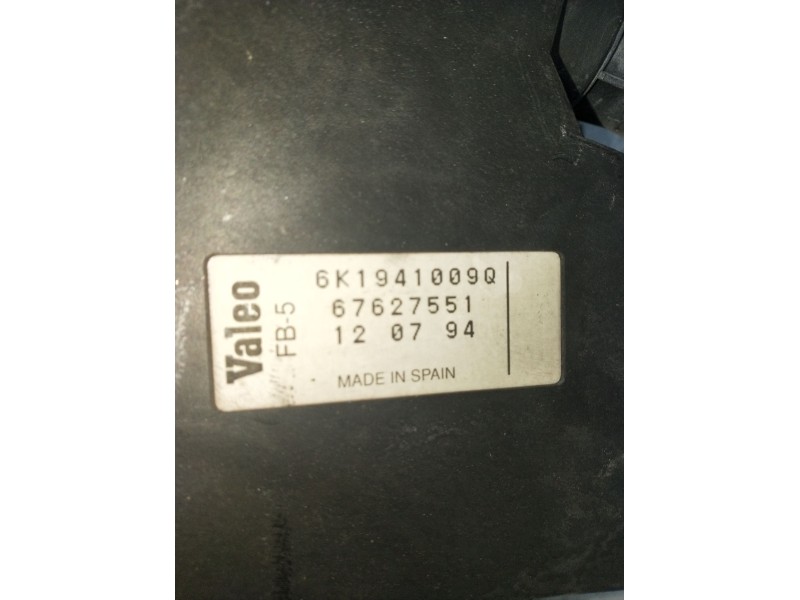 Valeo
FB-5
6K1941009Q
67627551
12 07 94
MADE IN SPAIN